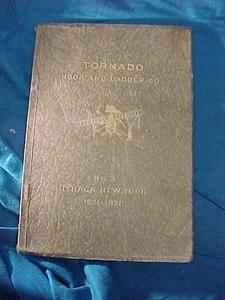 TORNADO
HOOK AND LADDER CO
No 3
ITHACA NEW YORK
1831-1931